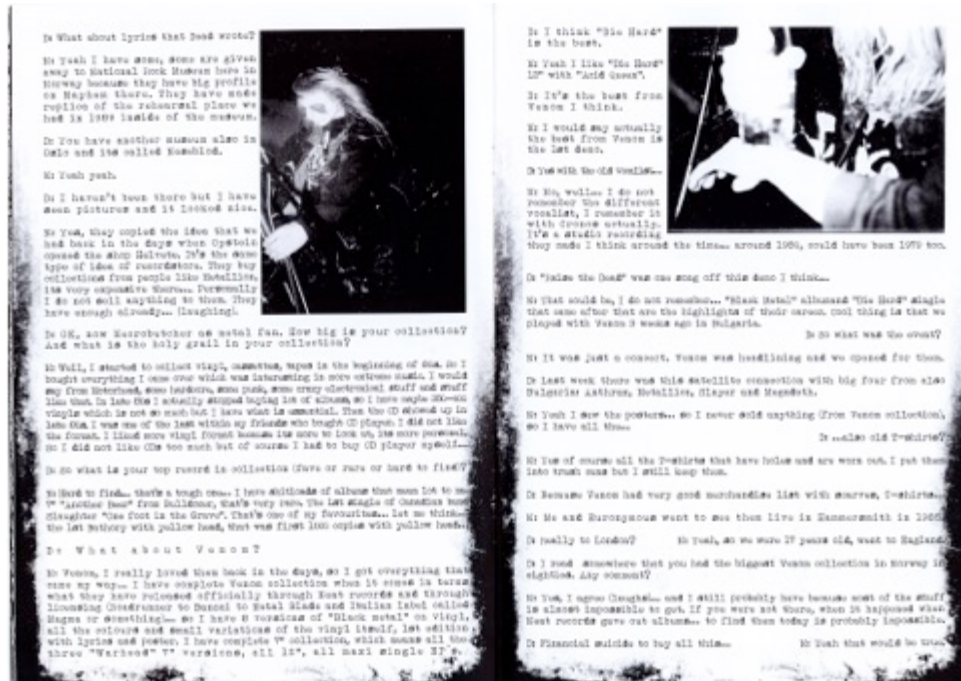 D: What about lyrics that Dead wrote?
N: Yeah I have some, some are given
away to National Rock Museum here in
Norway because they have big profile
on Mayhem there. They have made
replica of the rehearsal place we
had in 1989 inside of the museum.
D: You have another museum also in
Oslo and its called Neseblod.
N: Yeah yeah.
D: I haven't been there but I have
seen pictures and it looked nice.
N: Yes, they copied the idea that we
had back in the days when Øystein
opened the shop Helvete. It's the same
type of idea of recordstore. They buy
collections from people like Metallica,
its very expensive there... Personally
I do not sell anything to them. They
have enough already... (laughing).
D: OK, now Necrobutcher as metal fan. How big is your collection?
And what is the holy grail in your collection?
N: Well, I started to collect vinyl, cassettes, tapes in the beginning of 80s. So I
bought everything I came over which was interesting in more extreme music. I would
say from Motorhead, some hardcore, some punk, some crazy electronical stuff and stuff
like that. In late 80s I actually stopped buying lot of albums, so I have maybe
vinyls which is not so much but I have what is essential. Then the CD showed up in
late 80s. I was one of the last within my friends who bought CD player. I did not like
the format. I liked more vinyl format because its more to look at, its more personal.
So I did not like CDs too much but of course I had to buy CD player myself...
D: So what is your top record in collection (favs or rare or hard to find)?
N: Hard to find... that's a tough one... I have shitloads of albums that mean lot to me
7" "Another Beer" from Bulldozer, that's very rare. The last single of Canadian band
Slaughter "One foot in the Grave". That's one of my favourites... let me think...
the 1st Bathory with yellow head, that was first 1000 copies with yellow head...
D: What about Venom?
N: Venom, I really loved them back in the days, so I got everything that
came my way... I have complete Venom collection when it comes in terms
what they have released officially through Neat records and through
licensing (Roadrunner to Banzai to Metal Blade and Italian label called
Magma or something)... so I have 8 versions of "Black metal" on vinyl,
all the colours and small variations of the vinyl itself, 1st edition
with lyrics and poster. I have complete 7" collection, which means all the
three "Warhead" 7" versions, all 12", all maxi single EP's.
D: I think "Die Hard"
is the best.
N: Yeah I like "Die Hard"
12" with "Acid Queen".
D: It's the best from
Venom I think.
N: I would say actually
the best from Venom is
the 1st demo.
D: Yes with the old vocalist...
N: No, well... I do not
remember the different
vocalist, I remember it
with Cronos actually.
It's a studio recording
they made I think around the time... around 1980, could have been 1979 too.
D: "Raise the Dead" was one song off this demo I think...
N: That could be, I do not remember... "Black Metal" album and "Die Hard" single
that came after that are the highlights of their career. Cool thing is that we
played with Venom 3 weeks ago in Bulgaria.
D: So what was the event?
N: It was just a concert. Venom was headlining and we opened for them.
D: Last week there was this satellite connection with big four from also
Bulgaria: Anthrax, Metallica, Slayer and Megadeth.
N: Yeah I saw the posters... so I never sold anything (from Venom collection),
so I have all the...
D: ...also old T-shirts?
N: Yes of course all the T-shirts that have holes and are worn out. I put them
into trash cans but I still keep them.
D: Because Venom had very good merchandise list with scarves, T-shirts...
N: Me and Euronymous went to see them live in Hammersmith in 1985.
D: really to London? N: Yeah, so we were 17 years old, went to England.
D: I read somewhere that you had the biggest Venom collection in Norway in
eighties. Any comment?
N: Yes, I agree (laughs)... and I still probably have because most of the stuff
is almost impossible to get. If you were not there, when it happened when
Neat records gave out albums... to find them today is probably impossible.
D: Financial suicide to buy all this... N: Yeah that would be true.